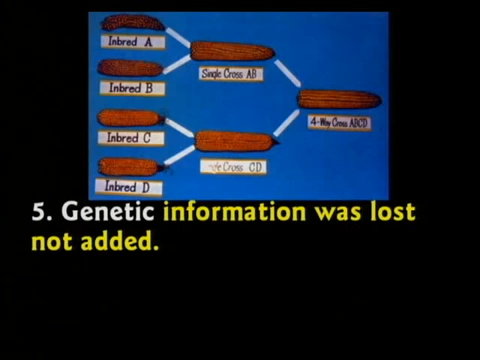 Inbred A
Single Cross AB
Inbred B
4-Way Cross ABCD
Inbred C
Cross CD
Inbred D
5. Genetic information was lost
not added.